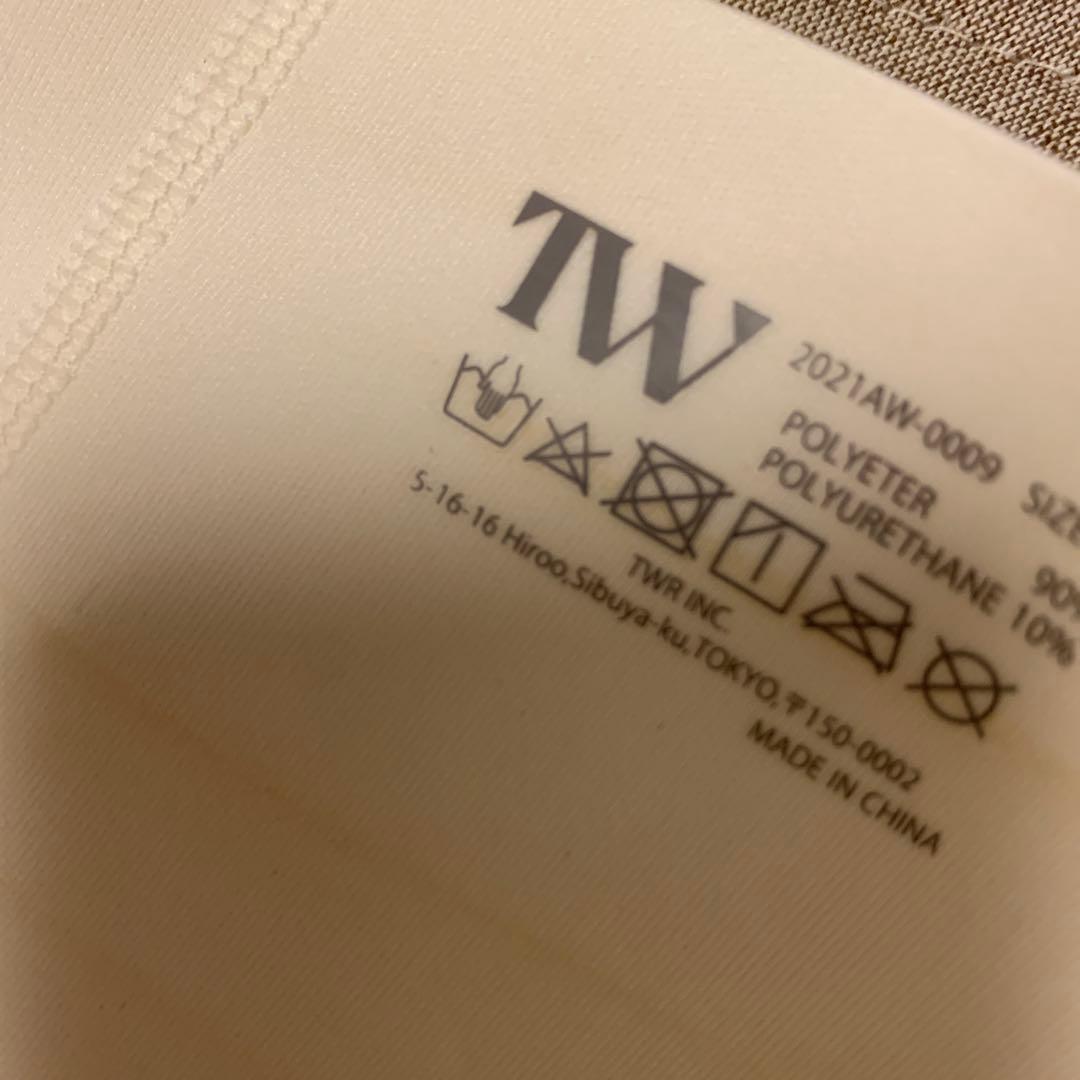 TW
2021AW-0009 SIZE
POLYETER 90%
POLYURETHANE 10%
TWR INC.
5-16-16 Hiroo,Sibuya-ku,TOKYO,〒150-0002
MADE IN CHINA